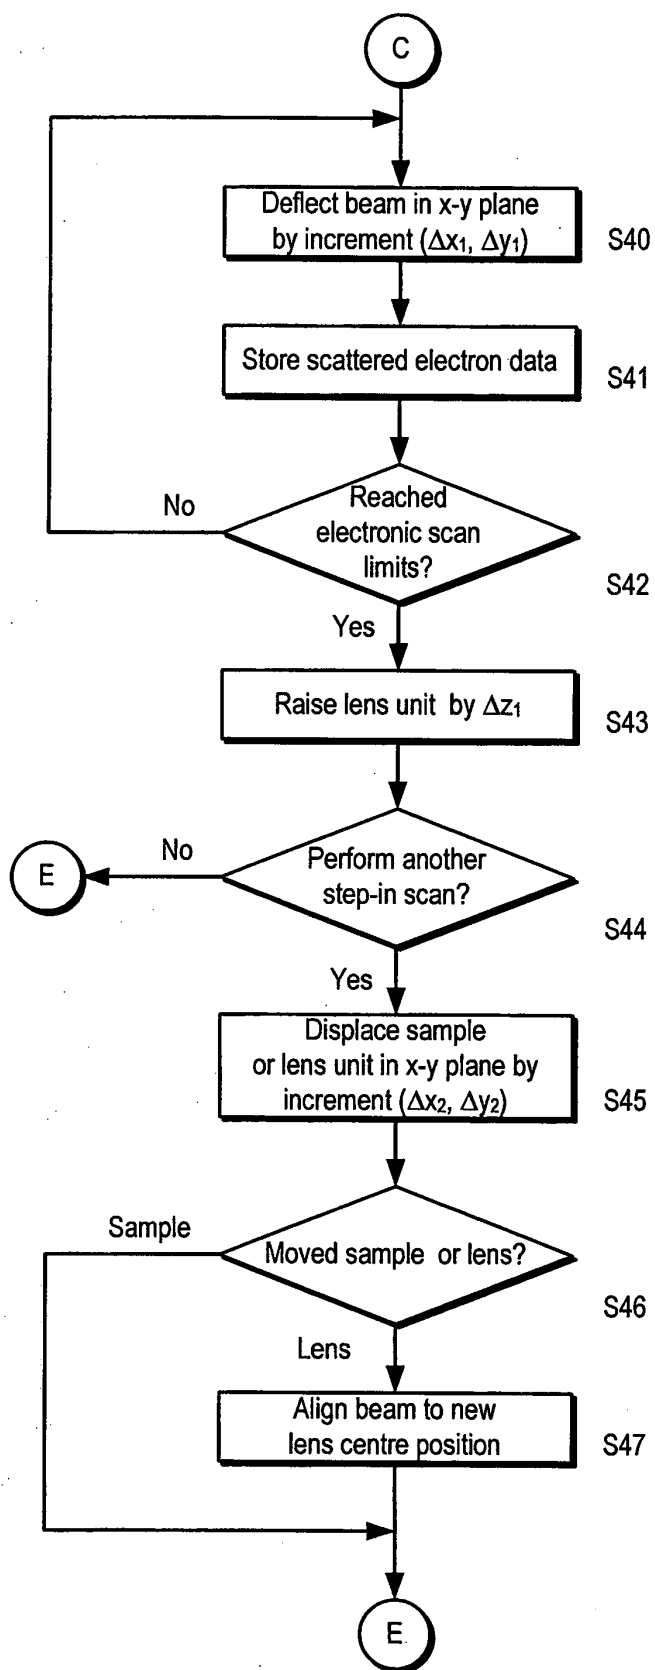 C
Deflect beam in x-y plane
by increment (Δx₁, Δy₁)
S40
Store scattered electron data
S41
Reached
electronic scan
limits?
No
S42
Yes
Raise lens unit by Δz₁
S43
E
No
Perform another
step-in scan?
S44
Yes
Displace sample
or lens unit in x-y plane by
increment (Δx₂, Δy₂)
S45
Sample
Moved sample or lens?
S46
Lens
Align beam to new
lens centre position
S47
E